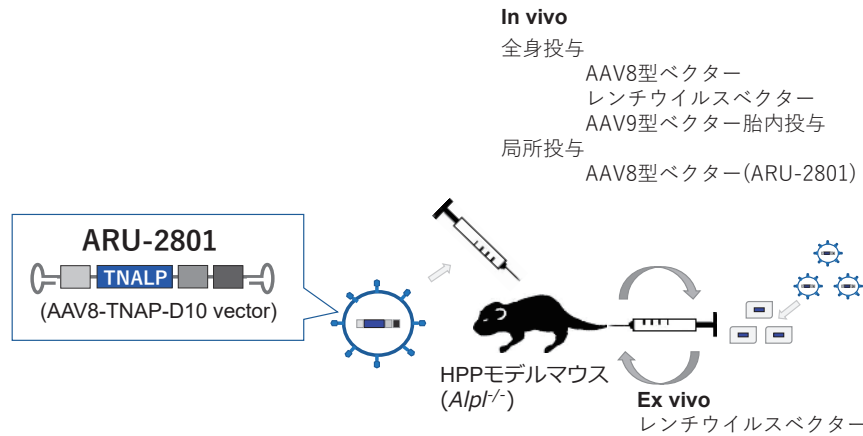 In vivo
全身投与
AAV8型ベクター
レンチウイルスベクター
AAV9型ベクター胎内投与
局所投与
AAV8型ベクター(ARU-2801)
ARU-2801
TNALP
(AAV8-TNAP-D10 vector)
HPPモデルマウス
(Alpl-/-)
Ex vivo
レンチウイルスベクター